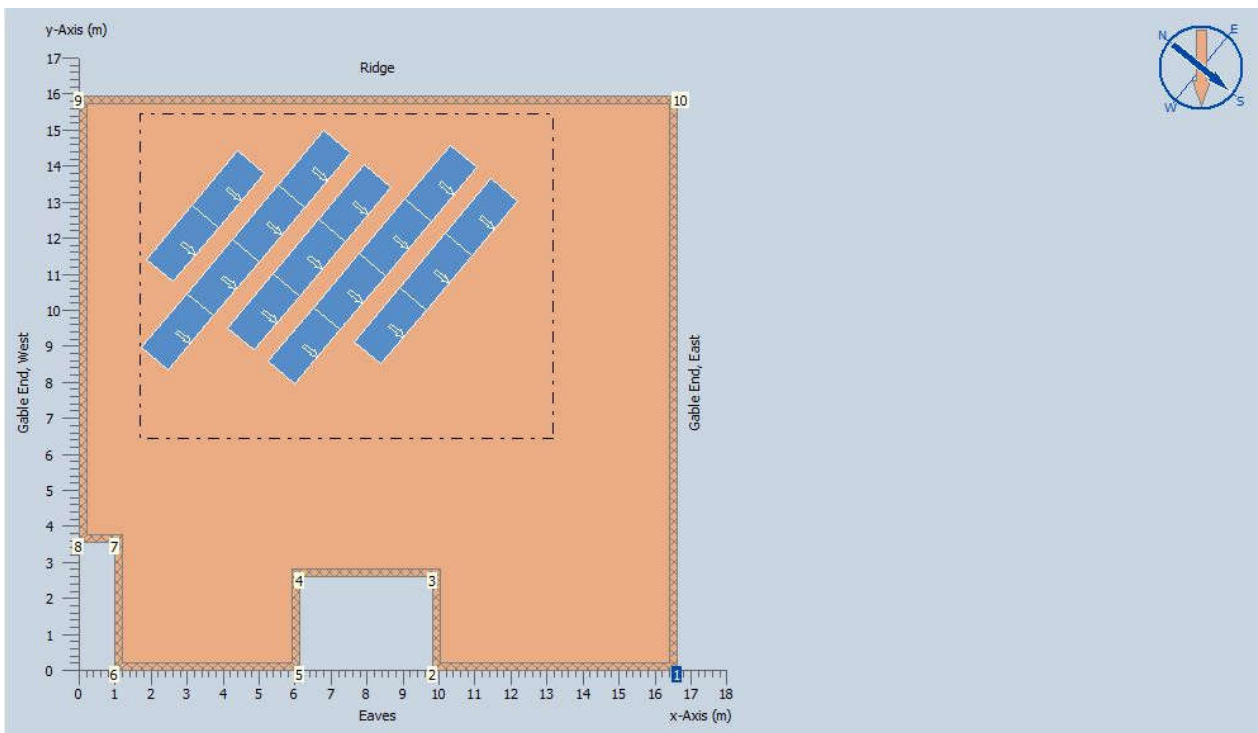 y-Axis (m)
N
E
W
S
Ridge
17
16
15
14
13
12
11
10
9
8
7
6
5
4
3
2
1
0
9
10
Gable End, West
Gable End, East
8
7
4
3
6
5
2
1
0 1 2 3 4 5 6 7 8 9 10 11 12 13 14 15 16 17 18
Eaves
x-Axis (m)